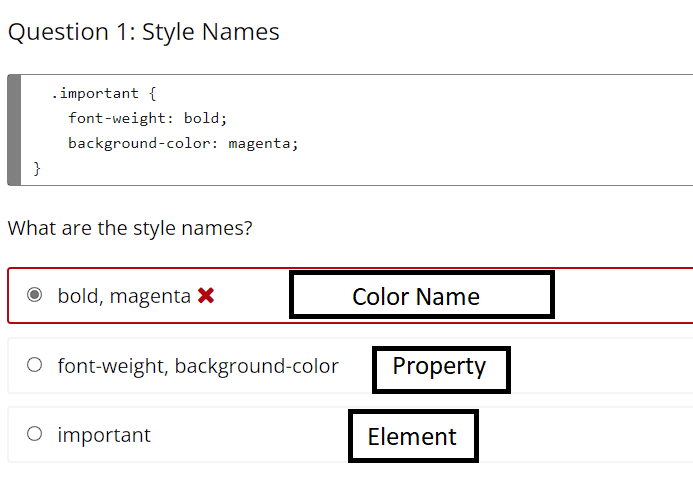 Question 1: Style Names
.important {
font-weight: bold;
background-color: magenta;
}
What are the style names?
bold, magenta ✖ Color Name
font-weight, background-color Property
important Element